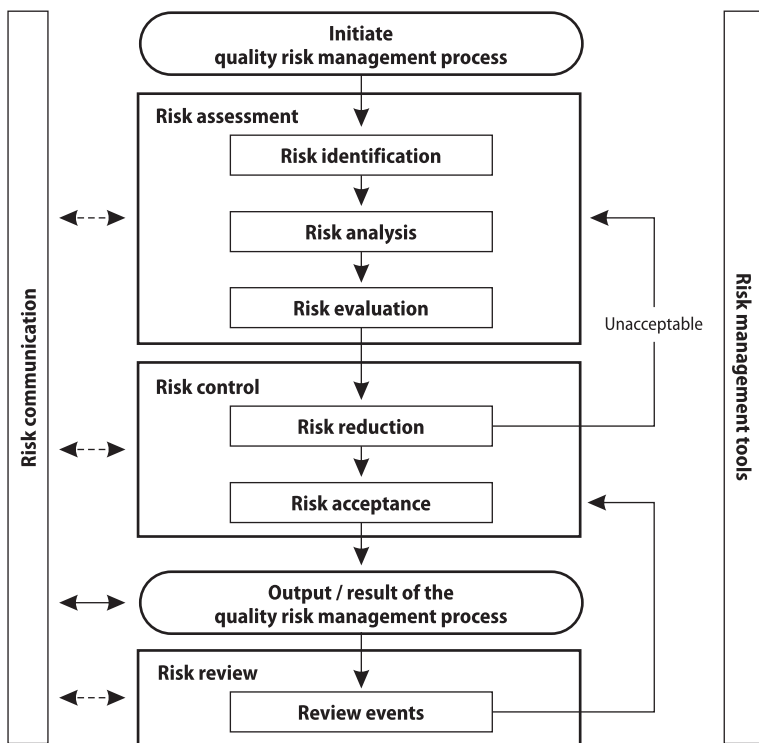 Initiate
quality risk management process
Risk assessment
Risk identification
Risk analysis
Risk evaluation
Unacceptable
Risk control
Risk reduction
Risk acceptance
Output / result of the
quality risk management process
Risk review
Review events
Risk communication
Risk management tools